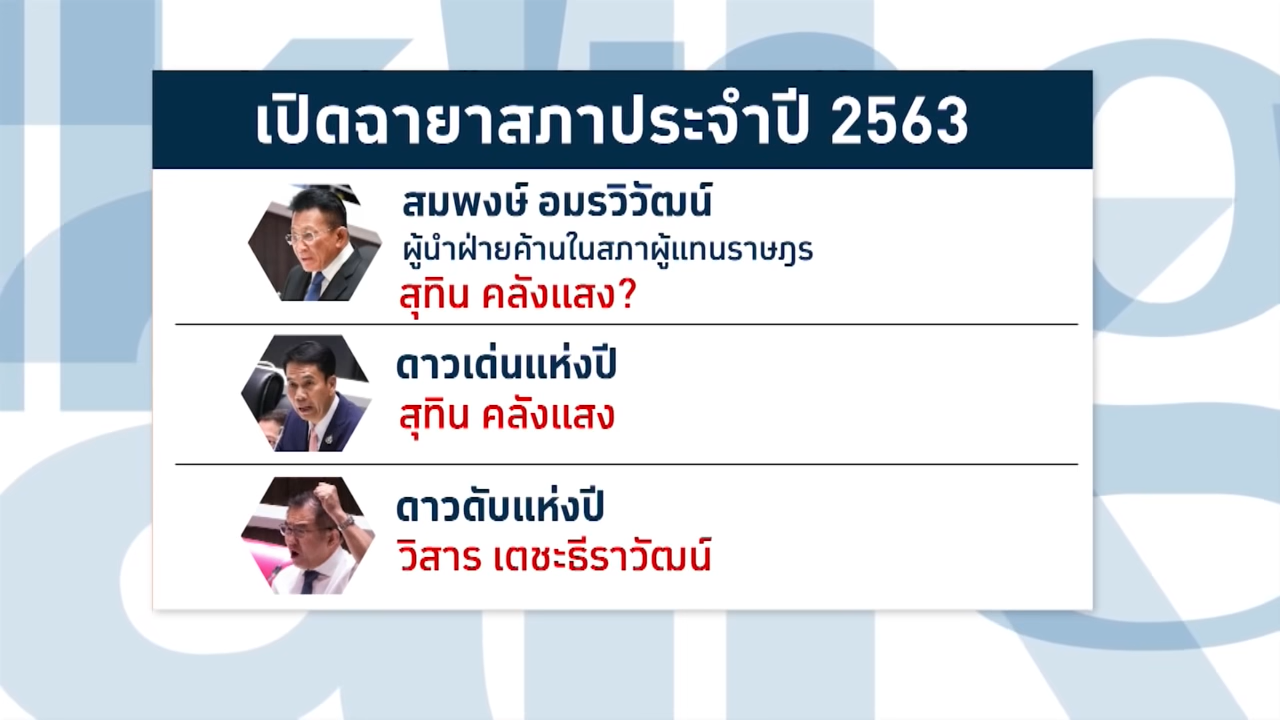 เปิดฉายาสภาประจำปี 2563
สมพงษ์ อมรวิวัฒน์
ผู้นำฝ่ายค้านในสภาผู้แทนราษฎร
สุทิน คลังแสง?
ดาวเด่นแห่งปี
สุทิน คลังแสง
ดาวดับแห่งปี
วิสาร เตชะธีราวัฒน์